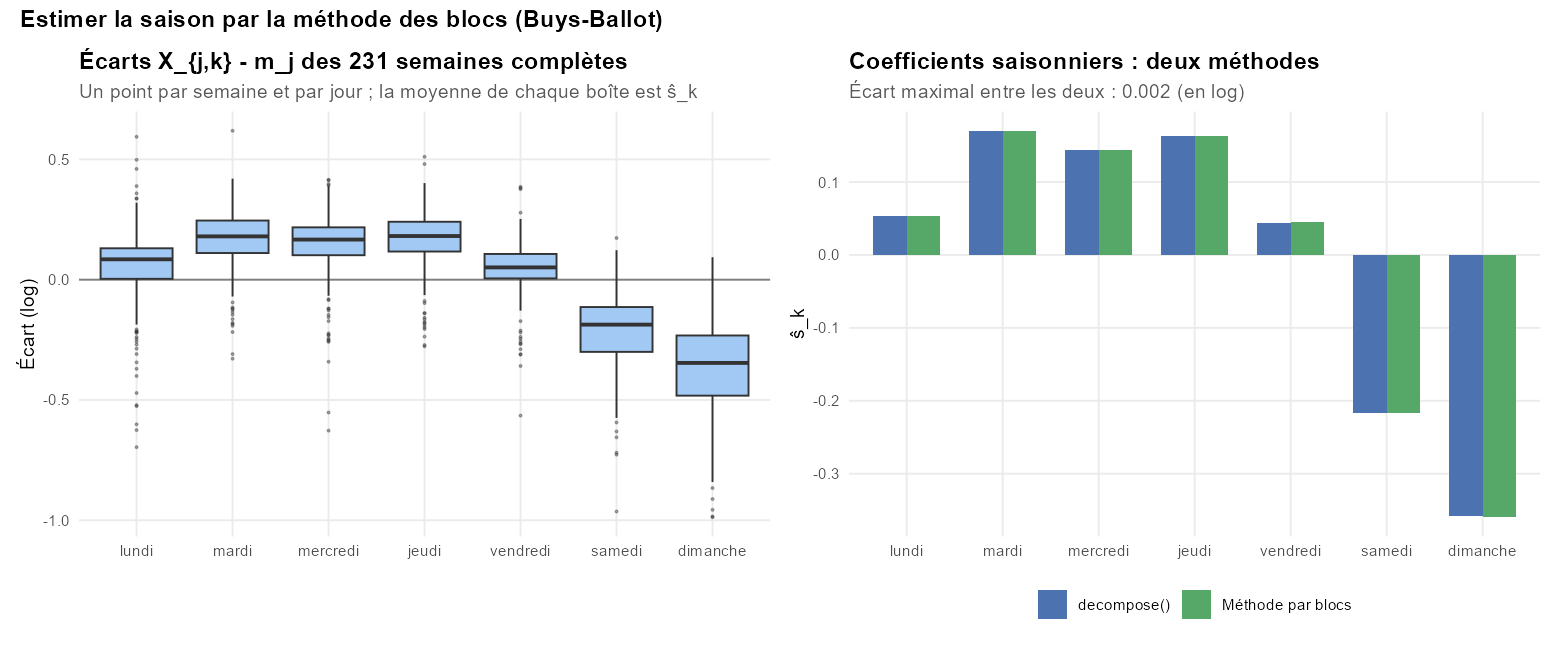 Estimer la saison par la méthode des blocs (Buys-Ballot)
Écarts X_{j,k} - m_j des 231 semaines complètes
Un point par semaine et par jour ; la moyenne de chaque boîte est ŝ_k
Écart (log)
0.5
0.0
-0.5
-1.0
lundi
mardi
mercredi
jeudi
vendredi
samedi
dimanche
Coefficients saisonniers : deux méthodes
Écart maximal entre les deux : 0.002 (en log)
ŝ_k
0.1
0.0
-0.1
-0.2
-0.3
lundi
mardi
mercredi
jeudi
vendredi
samedi
dimanche
decompose()
Méthode par blocs